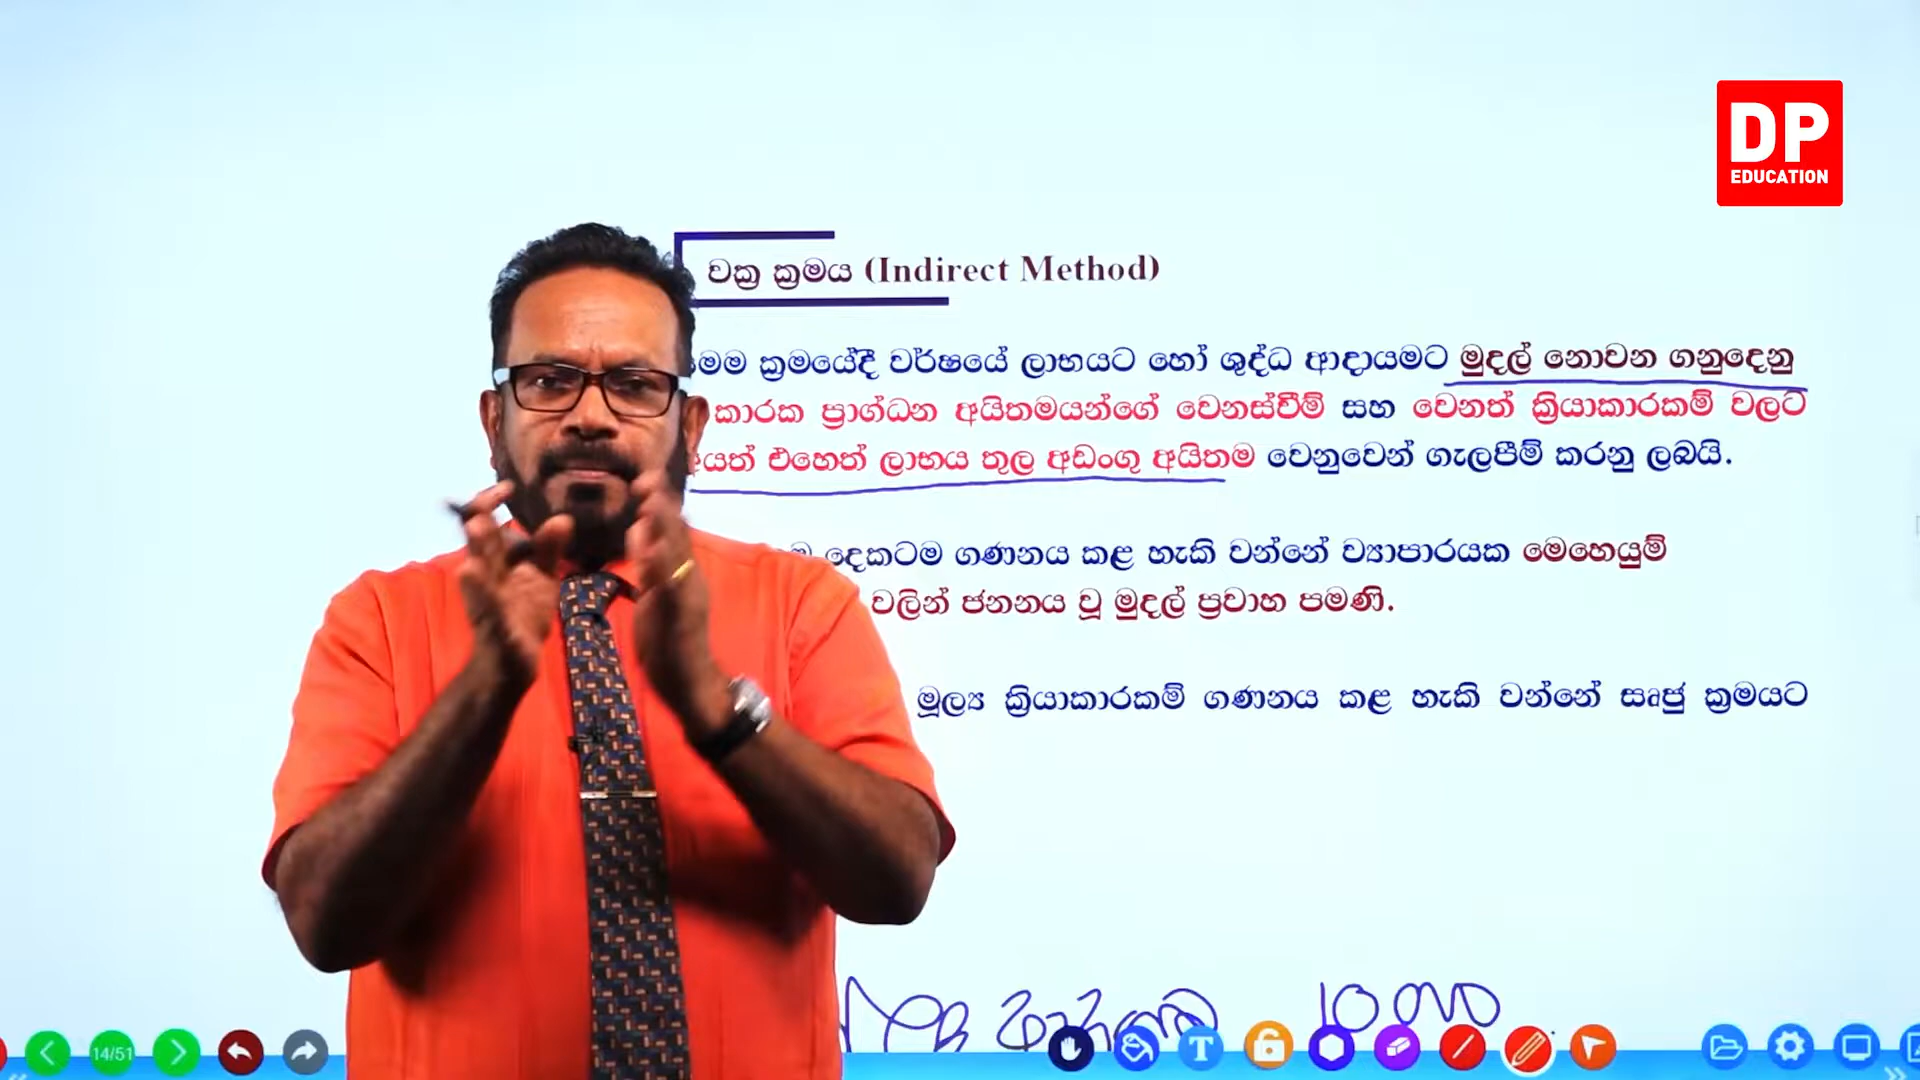 DP
EDUCATION
වක්‍ර ක්‍රමය (Indirect Method)
ක්‍රමයේදී වර්ෂයේ ලාභයට හෝ ශුද්ධ ආදායමට මුදල් නොවන ගනුදෙනු
කාරක ප්‍රාග්ධන අයිතමයන්ගේ වෙනස්වීම් සහ වෙනත් ක්‍රියාකාරකම් වලට
එහෙත් ලාභය තුල අඩංගු අයිතම වෙනුවෙන් ගැලපීම් කරනු ලබයි.
දෙකටම ගණනය කළ හැකි වන්නේ ව්‍යාපාරයක මෙහෙයුම්
වලින් ජනනය වූ මුදල් ප්‍රවාහ පමණි.
මූල්‍ය ක්‍රියාකාරකම් ගණනය කළ හැකි වන්නේ සෘජු ක්‍රමයට
14/51